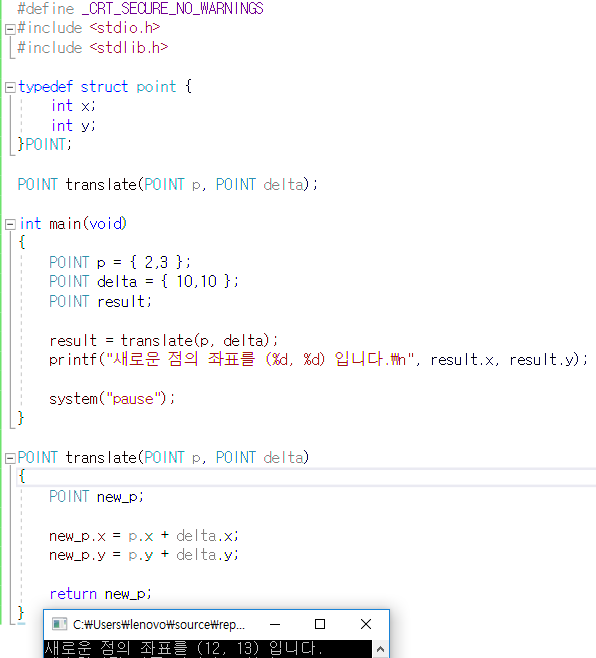 #define _CRT_SECURE_NO_WARNINGS
#include <stdio.h>
#include <stdlib.h>
typedef struct point {
int x;
int y;
}POINT;
POINT translate(POINT p, POINT delta);
int main(void)
{
POINT p = { 2,3 };
POINT delta = { 10,10 };
POINT result;
result = translate(p, delta);
printf("새로운 점의 좌표를 (%d, %d) 입니다.₩n", result.x, result.y);
system("pause");
}
POINT translate(POINT p, POINT delta)
{
POINT new_p;
new_p.x = p.x + delta.x;
new_p.y = p.y + delta.y;
return new_p;
}
C:₩Users₩lenovo₩source₩rep...
새로운 점의 좌표를 (12, 13) 입니다.